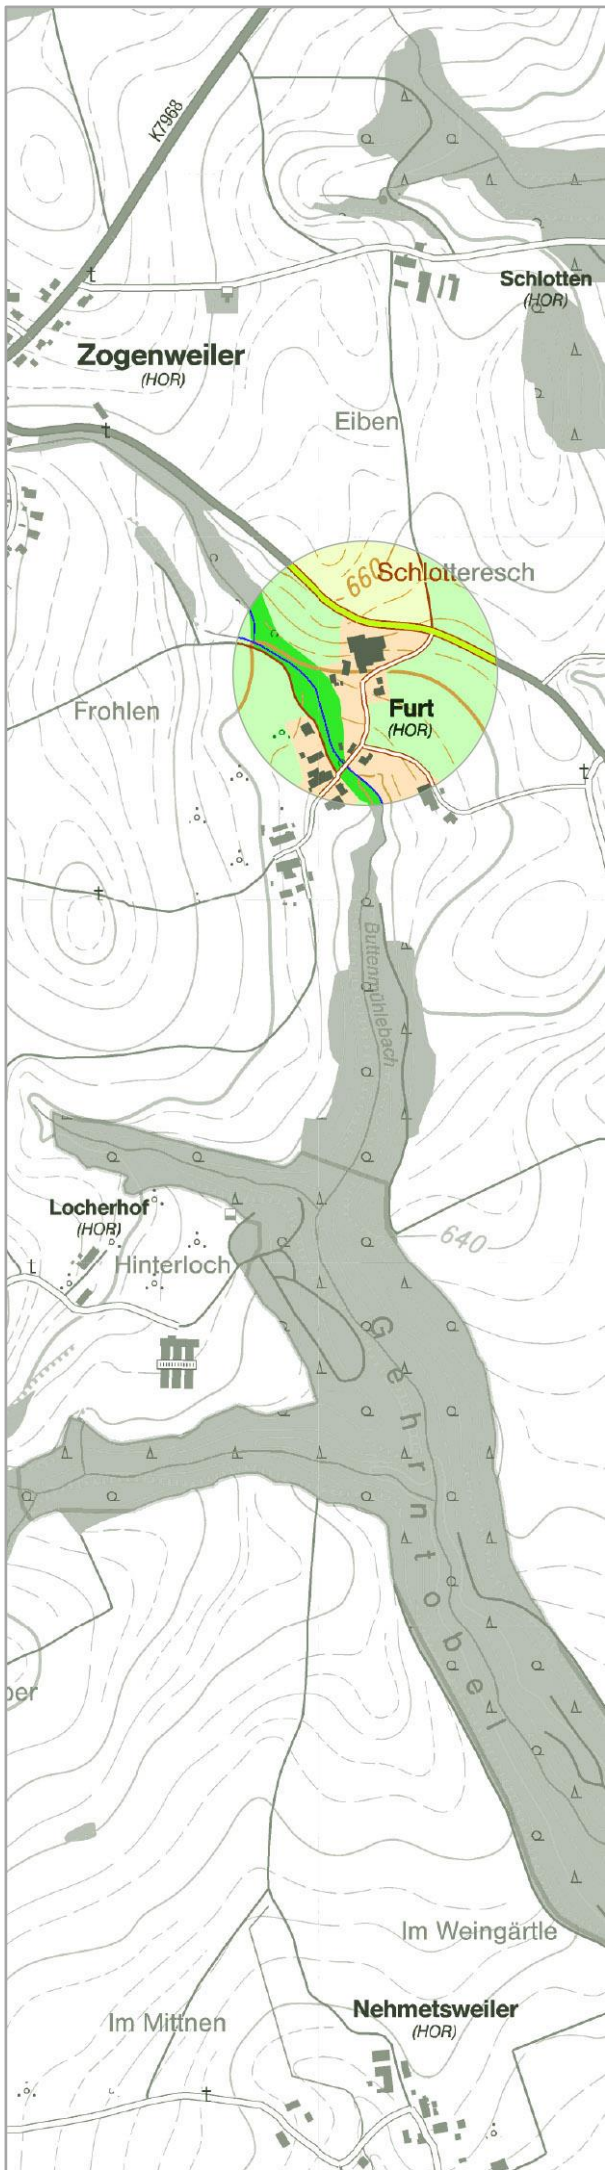 K7968
Schlotten
(HOR)
Zogenweiler
(HOR)
Eiben
660
Schlotteresch
Frohlen
Furt
(HOR)
Buttenmühlebach
Locherhof
(HOR)
640
Hinterloch
Gehrntobel
ber
Im Weingärtle
Nehmetsweiler
(HOR)
Im Mittnen